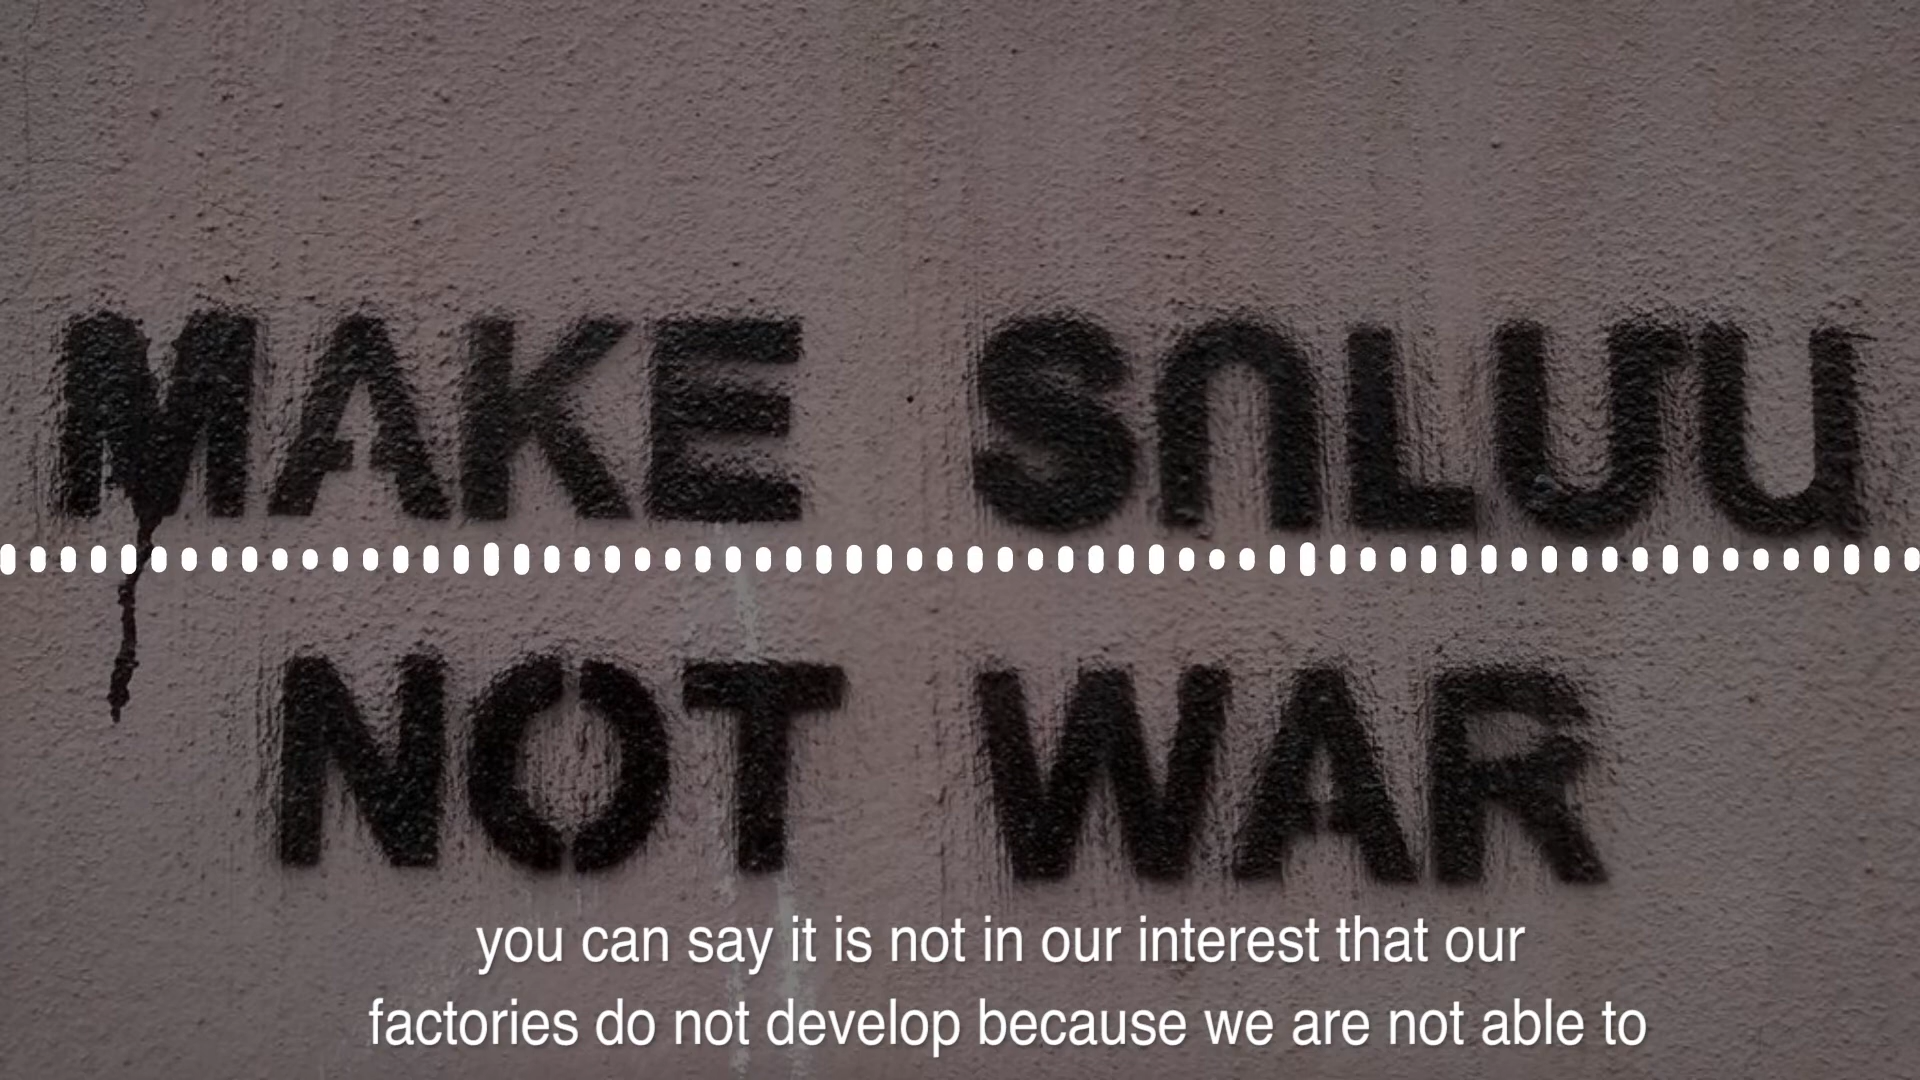 MAKE ՏՈԼՄԱ
NOT WAR
you can say it is not in our interest that our
factories do not develop because we are not able to